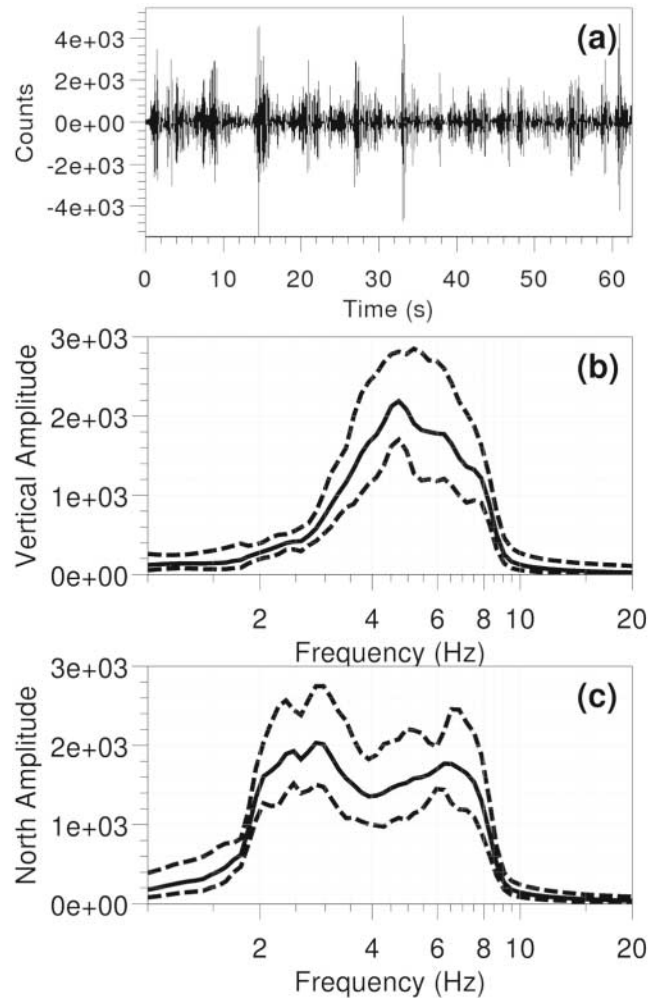 (a)
4e+03
2e+03
0e+00
-2e+03
-4e+03
Counts
0 10 20 30 40 50 60
Time (s)
(b)
3e+03
2e+03
1e+03
0e+00
Vertical Amplitude
2 4 6 8 10 20
Frequency (Hz)
(c)
3e+03
2e+03
1e+03
0e+00
North Amplitude
2 4 6 8 10 20
Frequency (Hz)